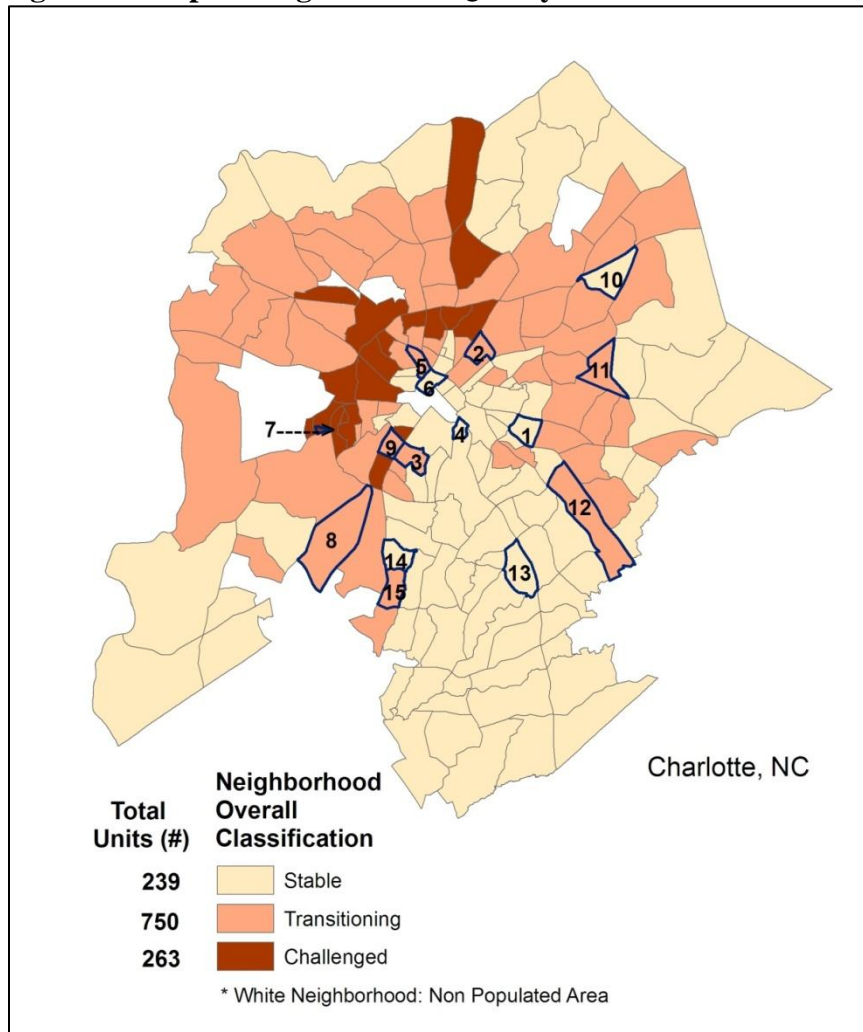 10
2
5
11
6
7
4
1
9
3
12
8
14
13
15
Charlotte, NC
Total
Units (#)
Neighborhood
Overall
Classification
239 Stable
750 Transitioning
263 Challenged
* White Neighborhood: Non Populated Area